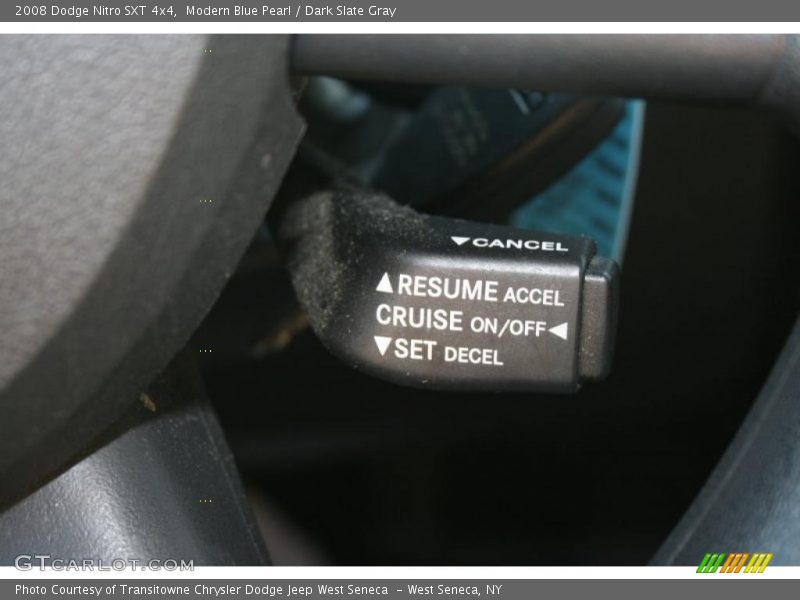 2008 Dodge Nitro SXT 4x4, Modern Blue Pearl / Dark Slate Gray
CANCEL
RESUME ACCEL
CRUISE ON/OFF
SET DECEL
GTCARLOT.COM
Photo Courtesy of Transitowne Chrysler Dodge Jeep West Seneca - West Seneca, NY